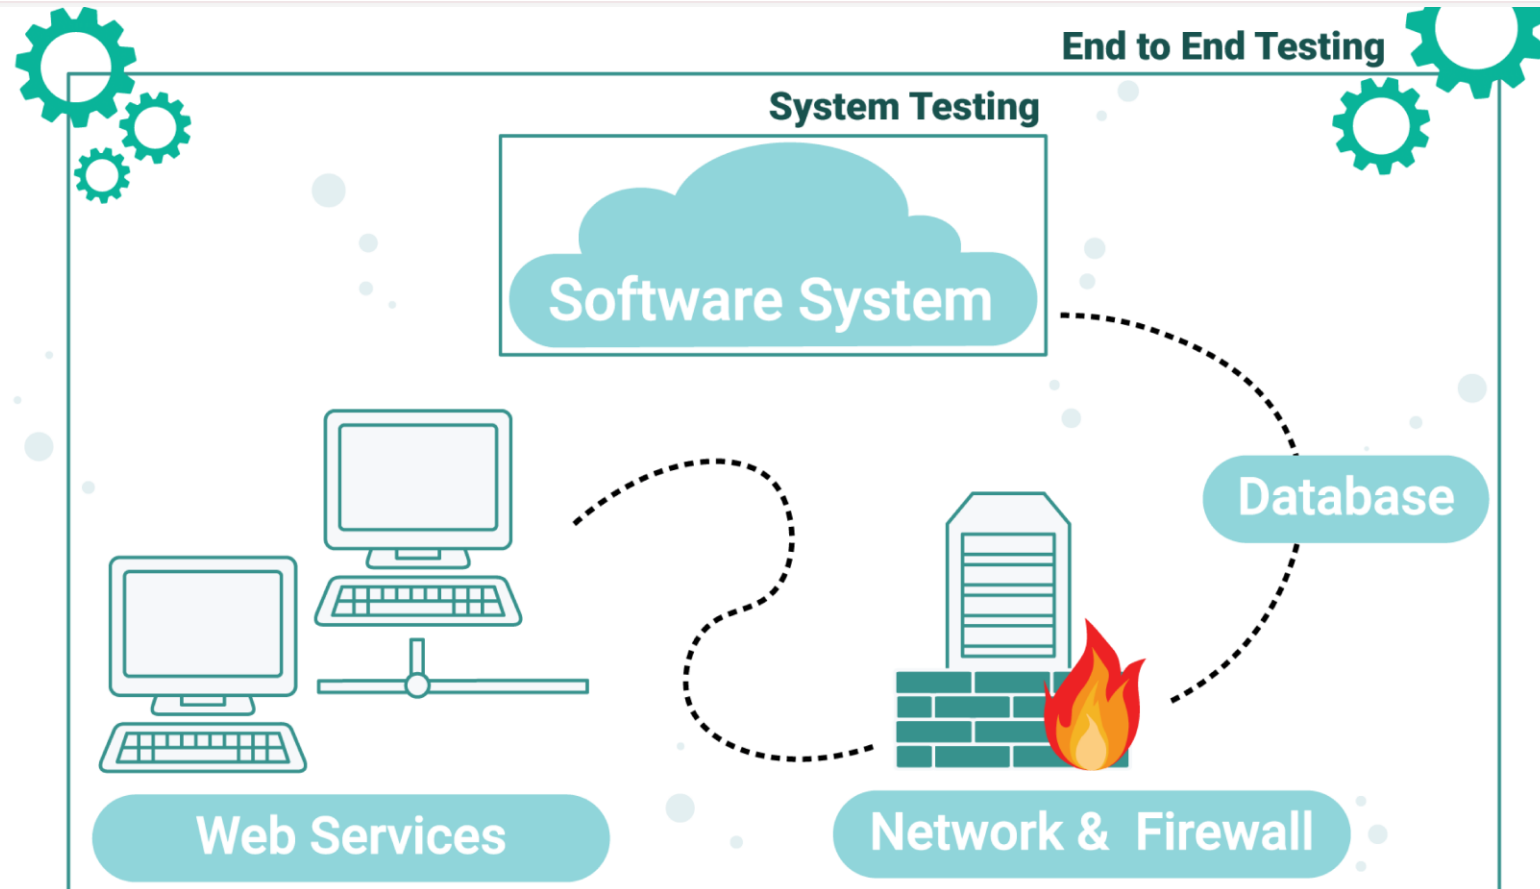 End to End Testing
System Testing
Software System
Database
Web Services
Network & Firewall